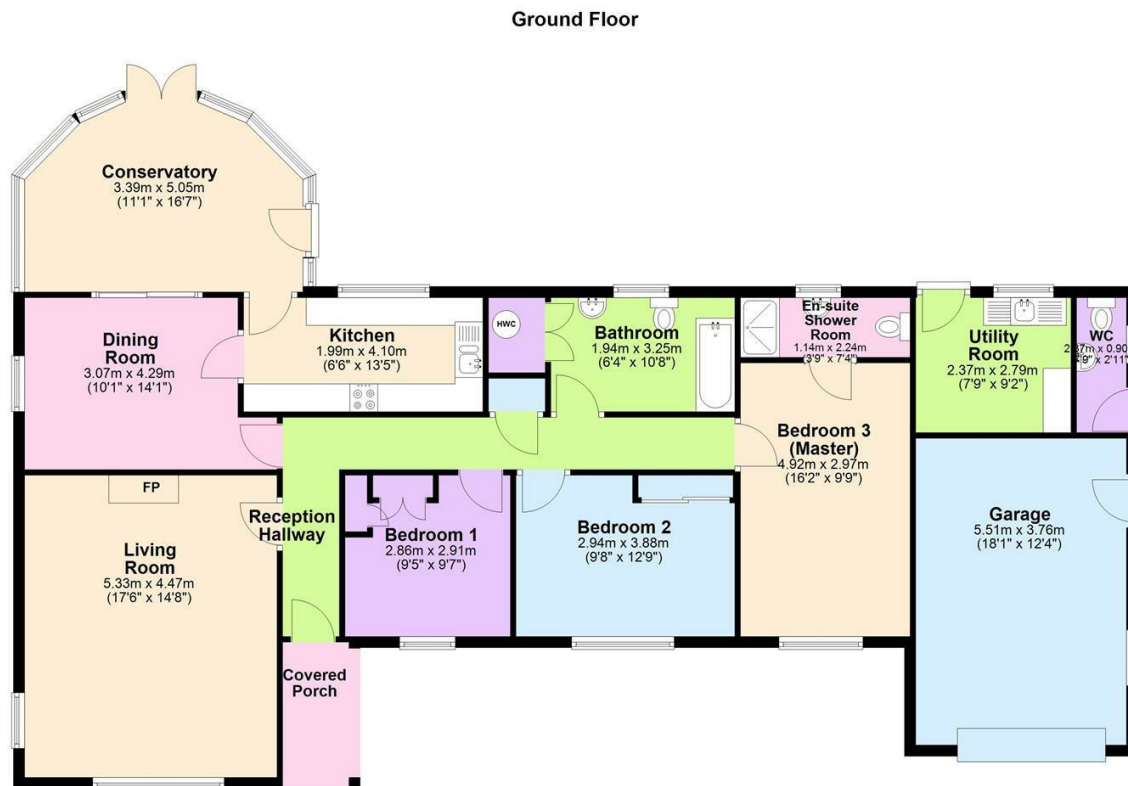 Ground Floor
Conservatory
3.39m x 5.05m
(11'1" x 16'7")
Dining
Room
3.07m x 4.29m
(10'1" x 14'1")
Kitchen
1.99m x 4.10m
(6'6" x 13'5")
HWC
Bathroom
1.94m x 3.25m
(6'4" x 10'8")
En-suite
Shower
Room
1.14m x 2.24m
(3'9" x 7'4")
Utility
Room
2.37m x 2.79m
(7'9" x 9'2")
WC
x 0.90
x 2'11"
FP
Living
Room
5.33m x 4.47m
(17'6" x 14'8")
Reception
Hallway
Bedroom 1
2.86m x 2.91m
(9'5" x 9'7")
Bedroom 2
2.94m x 3.88m
(9'8" x 12'9")
Bedroom 3
(Master)
4.92m x 2.97m
(16'2" x 9'9")
Garage
5.51m x 3.76m
(18'1" x 12'4")
Covered
Porch